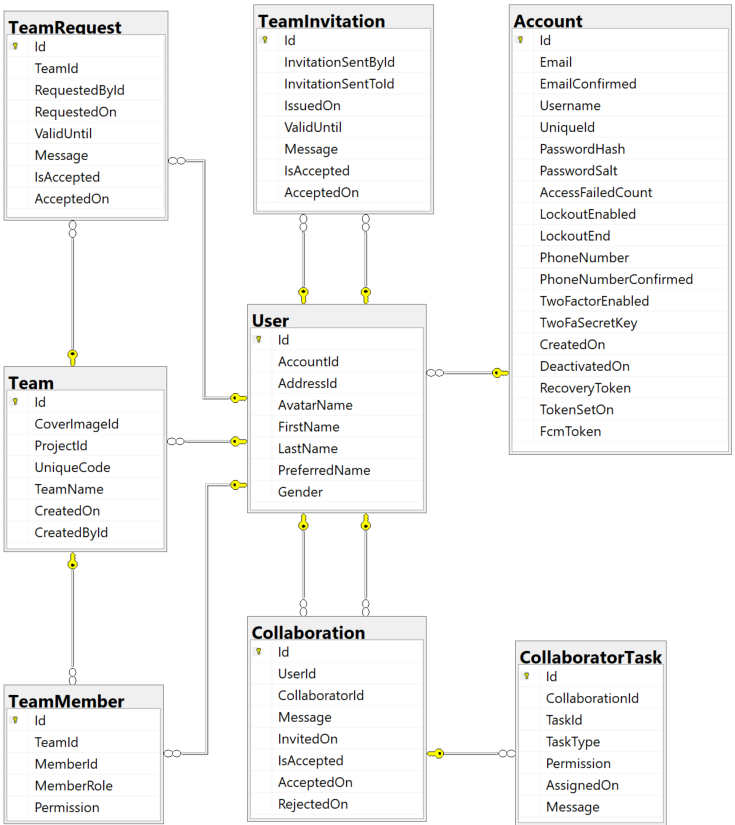 TeamRequest
Id
TeamId
RequestedById
RequestedOn
ValidUntil
Message
IsAccepted
AcceptedOn
TeamInvitation
Id
InvitationSentById
InvitationSentToId
IssuedOn
ValidUntil
Message
IsAccepted
AcceptedOn
Account
Id
Email
EmailConfirmed
Username
UniqueId
PasswordHash
PasswordSalt
AccessFailedCount
LockoutEnabled
LockoutEnd
PhoneNumber
PhoneNumberConfirmed
TwoFactorEnabled
TwoFaSecretKey
CreatedOn
DeactivatedOn
RecoveryToken
TokenSetOn
FcmToken
User
Id
AccountId
AddressId
AvatarName
FirstName
LastName
PreferredName
Gender
Team
Id
CoverImageId
ProjectId
UniqueCode
TeamName
CreatedOn
CreatedById
TeamMember
Id
TeamId
MemberId
MemberRole
Permission
Collaboration
Id
UserId
CollaboratorId
Message
InvitedOn
IsAccepted
AcceptedOn
RejectedOn
CollaboratorTask
Id
CollaborationId
TaskId
TaskType
Permission
AssignedOn
Message